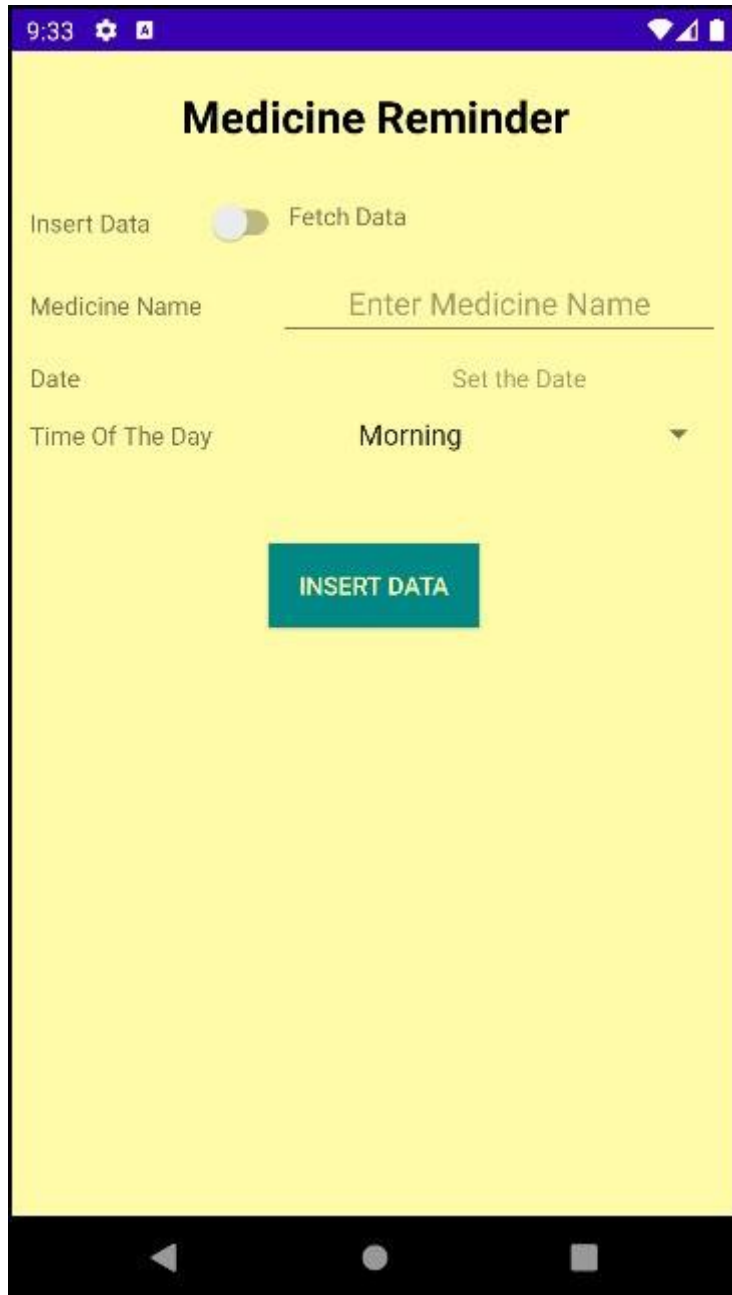 9:33 A
Medicine Reminder
Insert Data Fetch Data
Medicine Name Enter Medicine Name
Date Set the Date
Time Of The Day Morning
INSERT DATA